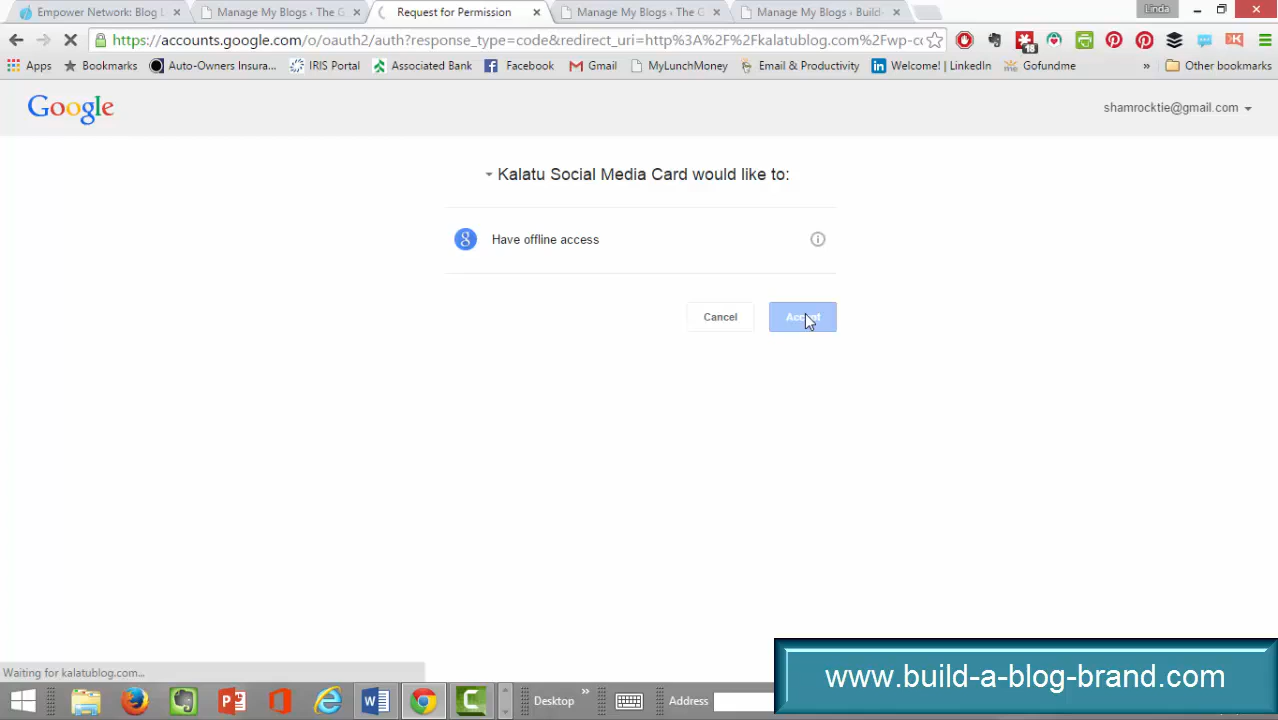 Empower Network: Blog L
Manage My Blogs ‹ The G
Request for Permission
Manage My Blogs ‹ The G
Manage My Blogs ‹ Build-
Linda
https://accounts.google.com/o/oauth2/auth?response_type=code&redirect_uri=http%3A%2F%2Fkalatublog.com%2Fwp-co
18
Apps
Bookmarks
Auto-Owners Insura...
IRIS Portal
Associated Bank
Facebook
Gmail
MyLunchMoney
Email & Productivity
Welcome! | LinkedIn
Gofundme
»
Other bookmarks
Google
shamrocktie@gmail.com
Kalatu Social Media Card would like to:
Have offline access
Cancel
Accept
Waiting for kalatublog.com...
www.build-a-blog-brand.com
Desktop
»
Address